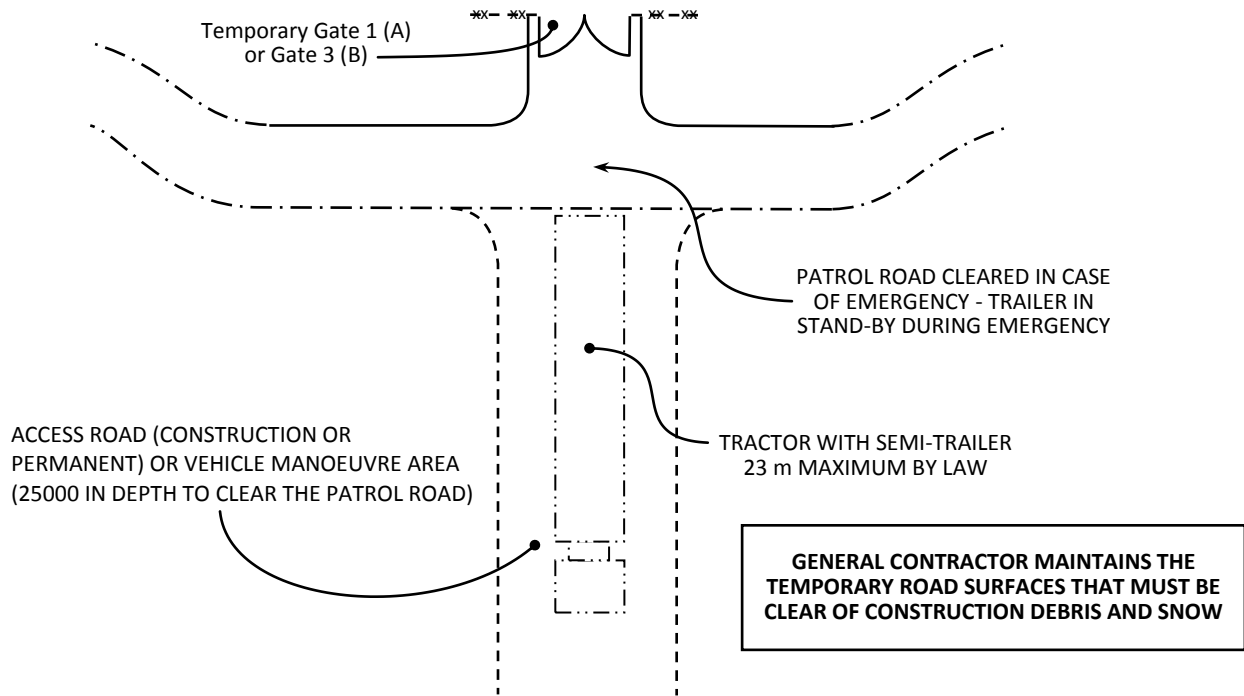 Temporary Gate 1 (A)
or Gate 3 (B)
PATROL ROAD CLEARED IN CASE
OF EMERGENCY - TRAILER IN
STAND-BY DURING EMERGENCY
ACCESS ROAD (CONSTRUCTION OR
PERMANENT) OR VEHICLE MANOEUVRE AREA
(25000 IN DEPTH TO CLEAR THE PATROL ROAD)
TRACTOR WITH SEMI-TRAILER
23 m MAXIMUM BY LAW
GENERAL CONTRACTOR MAINTAINS THE
TEMPORARY ROAD SURFACES THAT MUST BE
CLEAR OF CONSTRUCTION DEBRIS AND SNOW